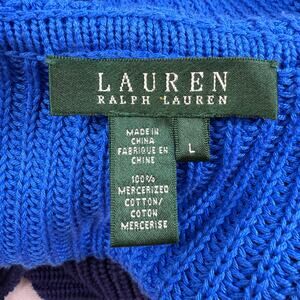 LAUREN
RALPH LAUREN
MADE IN
CHINA
FABRIQUE EN
CHINE
L
100%
MERCERIZED
COTTON/
COTON
MERCERISE